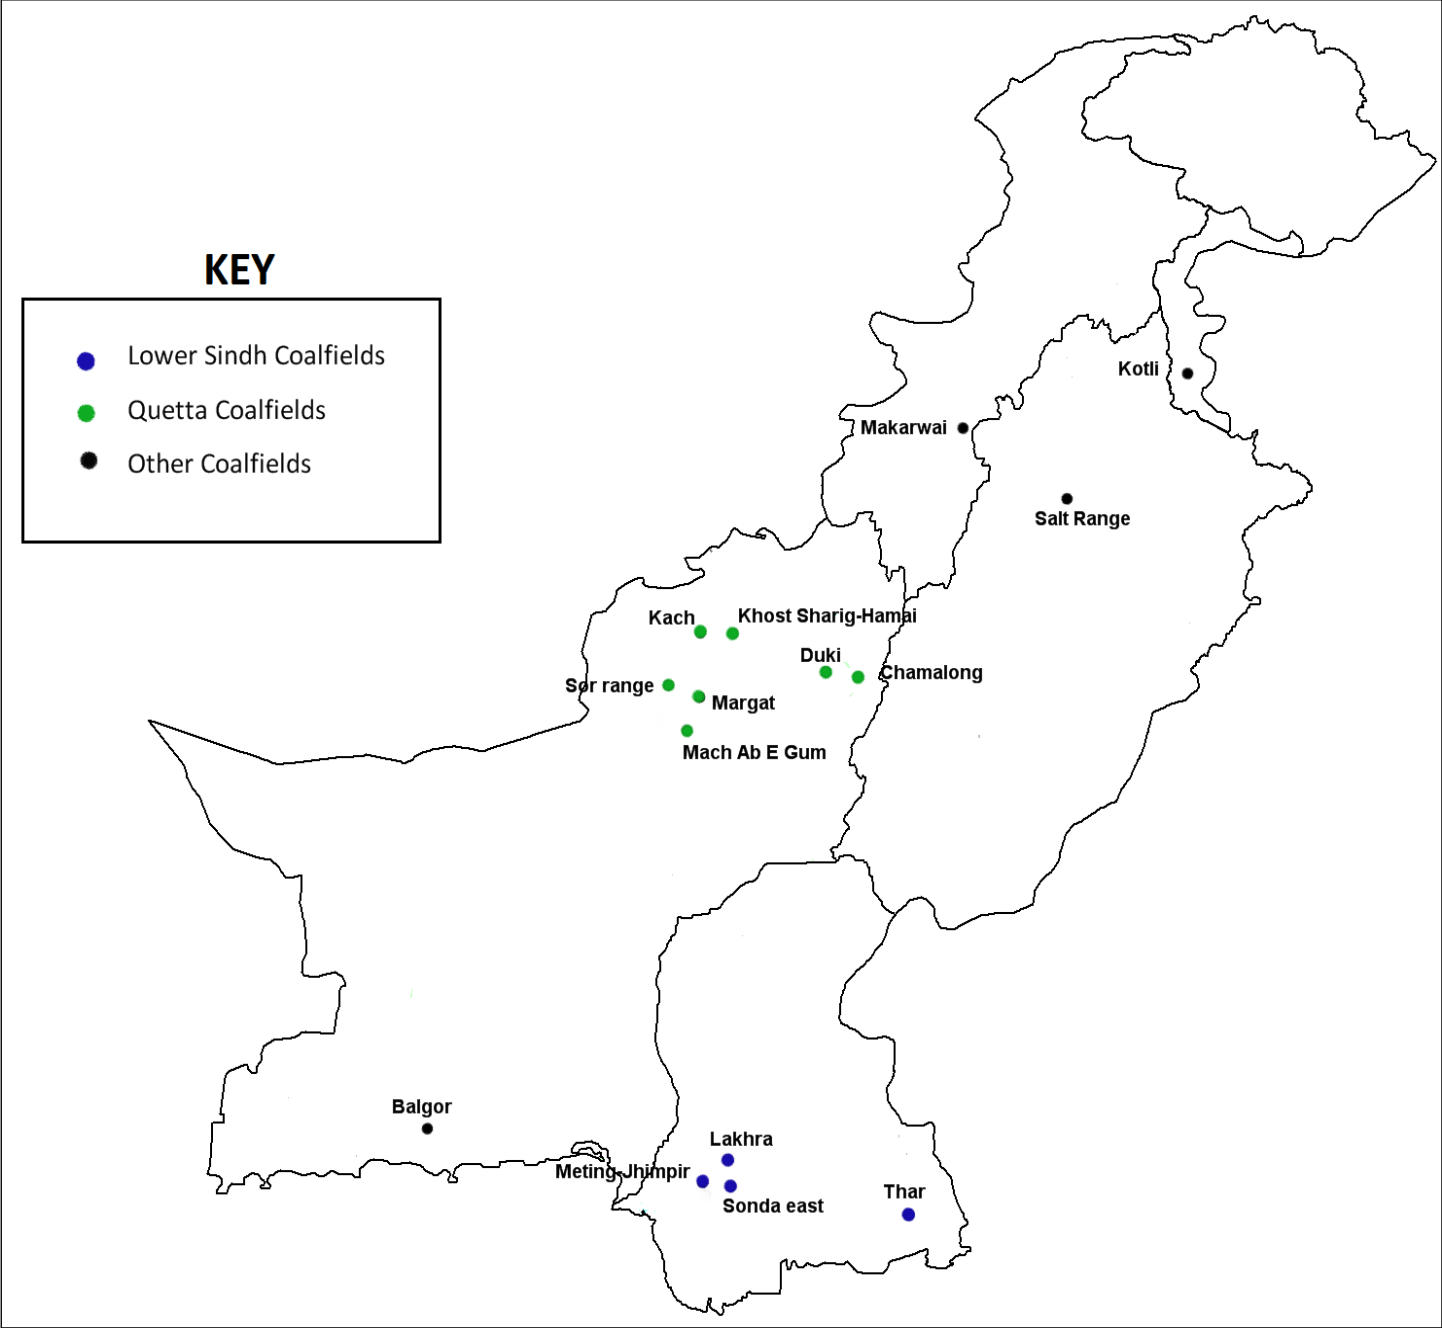 KEY
Lower Sindh Coalfields
Quetta Coalfields
Other Coalfields
Kotli
Makarwai
Salt Range
Kach
Khost Sharig-Hamai
Duki
Chamalong
Sor range
Margat
Mach Ab E Gum
Balgor
Lakhra
Meting-Jhimpir
Thar
Sonda east